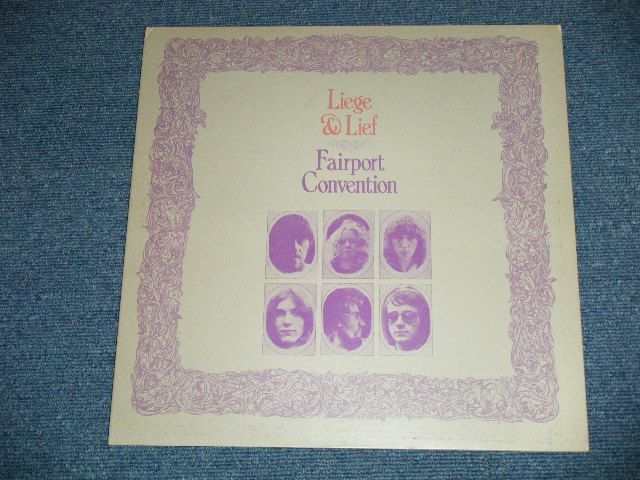 Liege
& Lief
Fairport
Convention